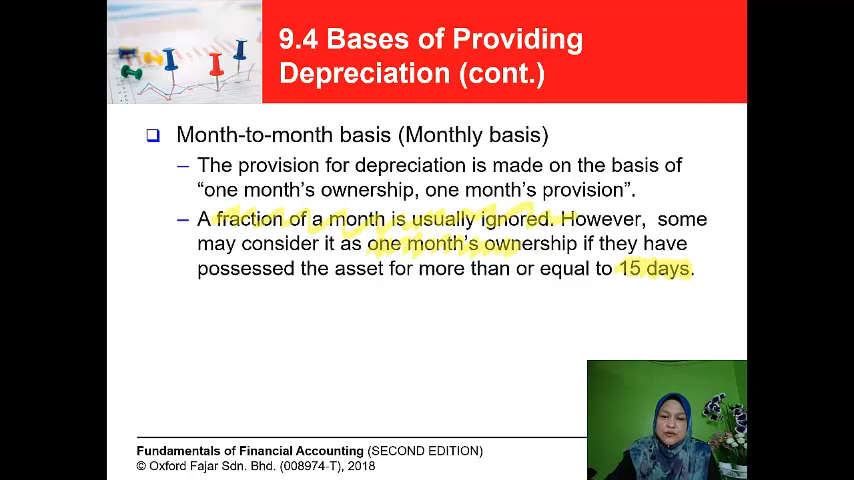 9.4 Bases of Providing
Depreciation (cont.)
Month-to-month basis (Monthly basis)
– The provision for depreciation is made on the basis of
“one month’s ownership, one month’s provision”.
– A fraction of a month is usually ignored. However, some
may consider it as one month’s ownership if they have
possessed the asset for more than or equal to 15 days.
Fundamentals of Financial Accounting (SECOND EDITION)
© Oxford Fajar Sdn. Bhd. (008974-T), 2018